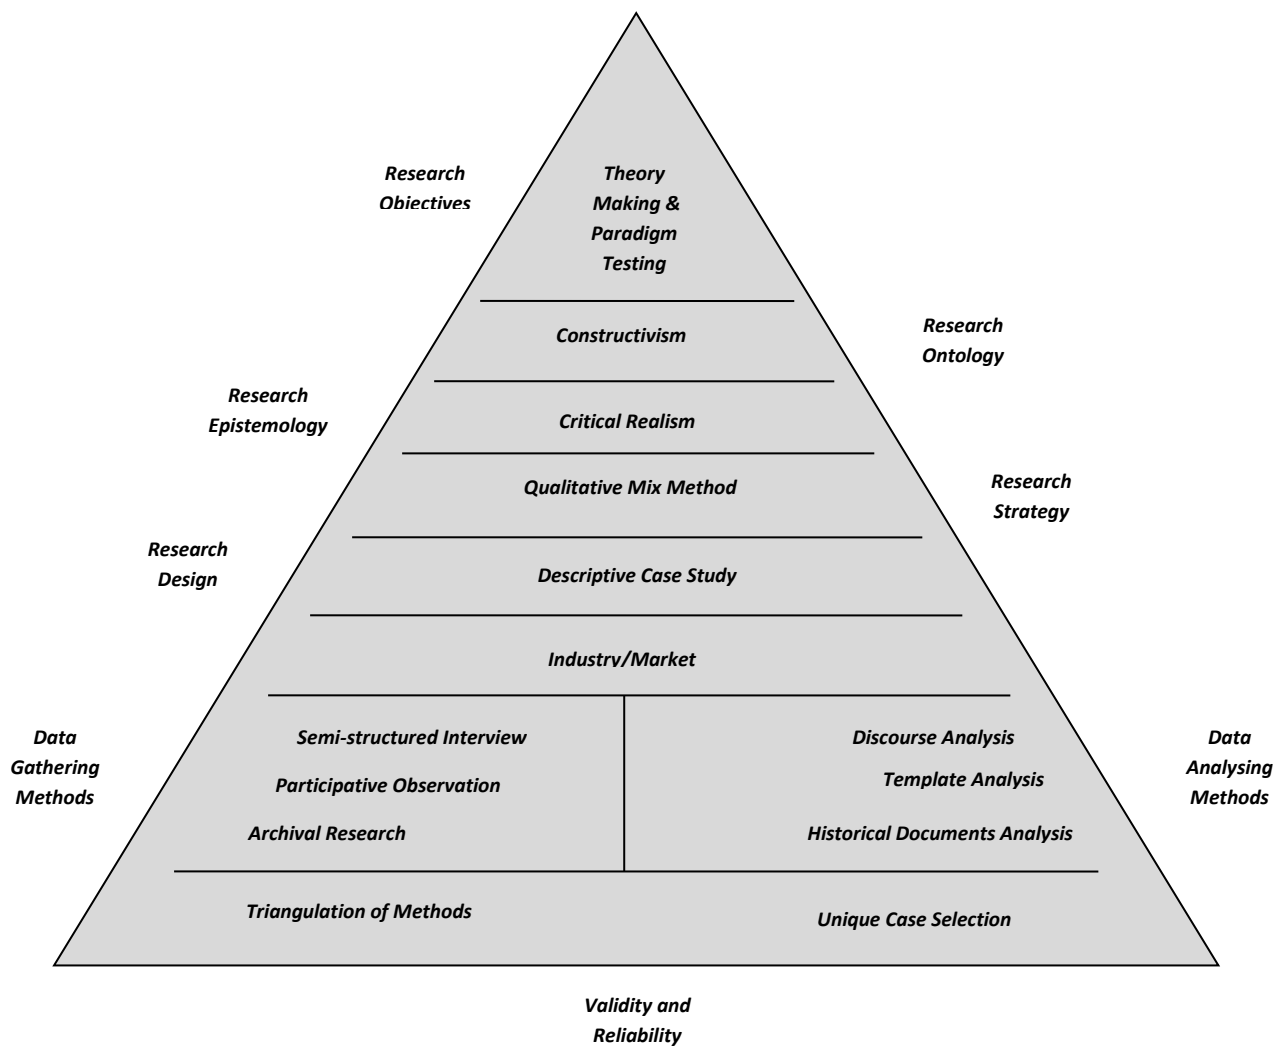 Research
Objectives
Theory
Making &
Paradigm
Testing
Constructivism
Research
Ontology
Research
Epistemology
Critical Realism
Qualitative Mix Method
Research
Strategy
Research
Design
Descriptive Case Study
Industry/Market
Data
Gathering
Methods
Semi-structured Interview
Participative Observation
Archival Research
Discourse Analysis
Template Analysis
Historical Documents Analysis
Data
Analysing
Methods
Triangulation of Methods
Unique Case Selection
Validity and
Reliability